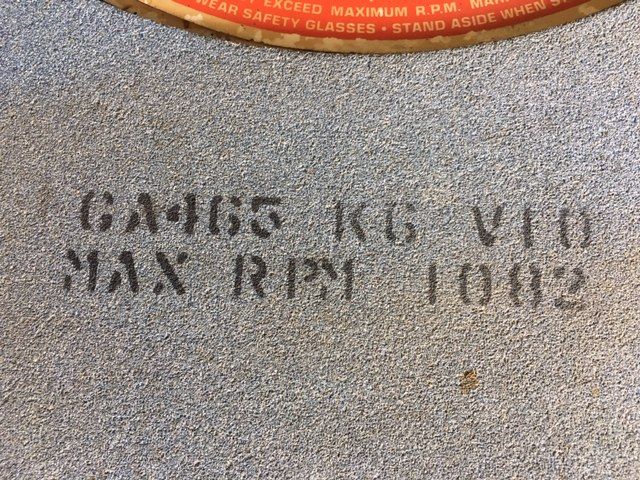 EXCEED MAXIMUM R.P.M.
WEAR SAFETY GLASSES • STAND ASIDE WHEN
GA465 K6 V10
MAX RPM 1002